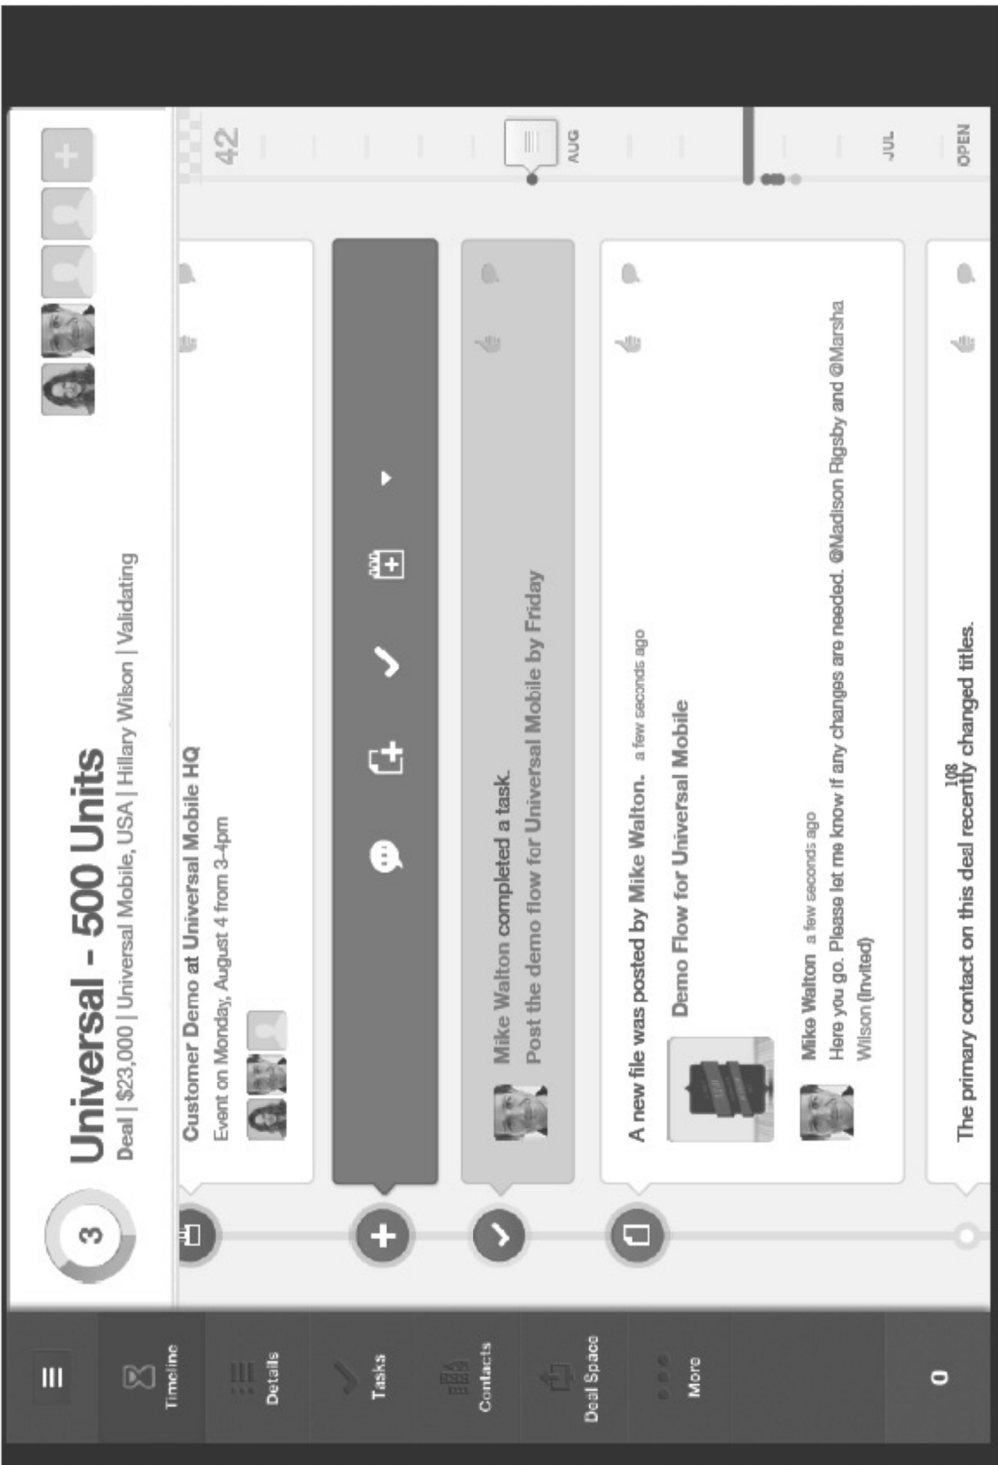 3
Universal – 500 Units
Deal | $23,000 | Universal Mobile, USA | Hillary Wilson | Validating
Timeline
Details
Tasks
Contacts
Deal Space
More
0
Customer Demo at Universal Mobile HQ
Event on Monday, August 4 from 3-4pm
Mike Walton completed a task.
Post the demo flow for Universal Mobile by Friday
A new file was posted by Mike Walton. a few seconds ago
Demo Flow for Universal Mobile
Mike Walton a few seconds ago
Here you go. Please let me know if any changes are needed. @Madison Rigsby and @Marsha
Wilson (Invited)
108
The primary contact on this deal recently changed titles.
42
AUG
JUL
OPEN